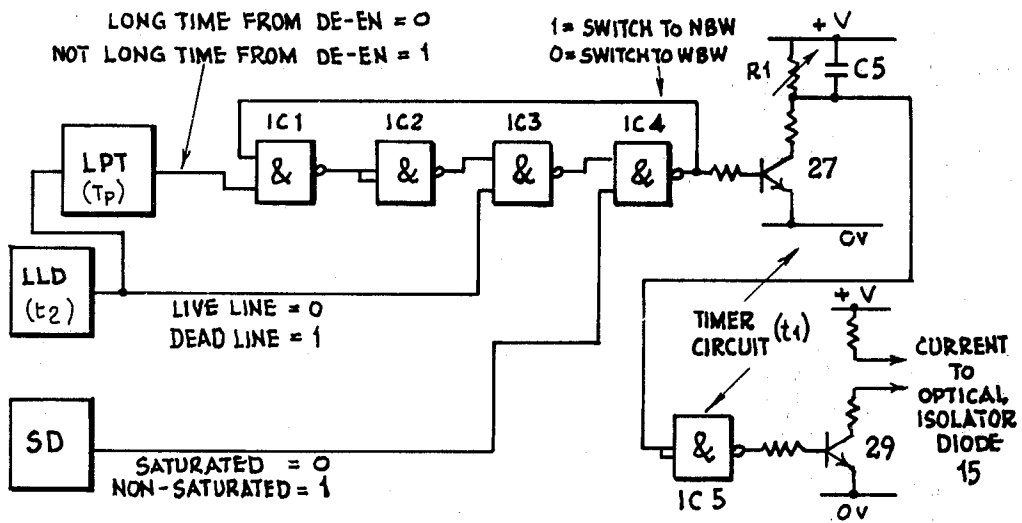 LONG TIME FROM DE-EN = 0
NOT LONG TIME FROM DE-EN = 1
1 = SWITCH TO NBW
0 = SWITCH TO WBW
+ V
R1
C5
IC1
IC2
IC3
IC4
LPT
(Tp)
&
&
&
&
27
0V
LLD
(t2)
LIVE LINE = 0
DEAD LINE = 1
TIMER
CIRCUIT (t1)
+ V
CURRENT
TO
OPTICAL
ISOLATOR
DIODE
15
SD
SATURATED = 0
NON-SATURATED = 1
&
IC 5
29
0V